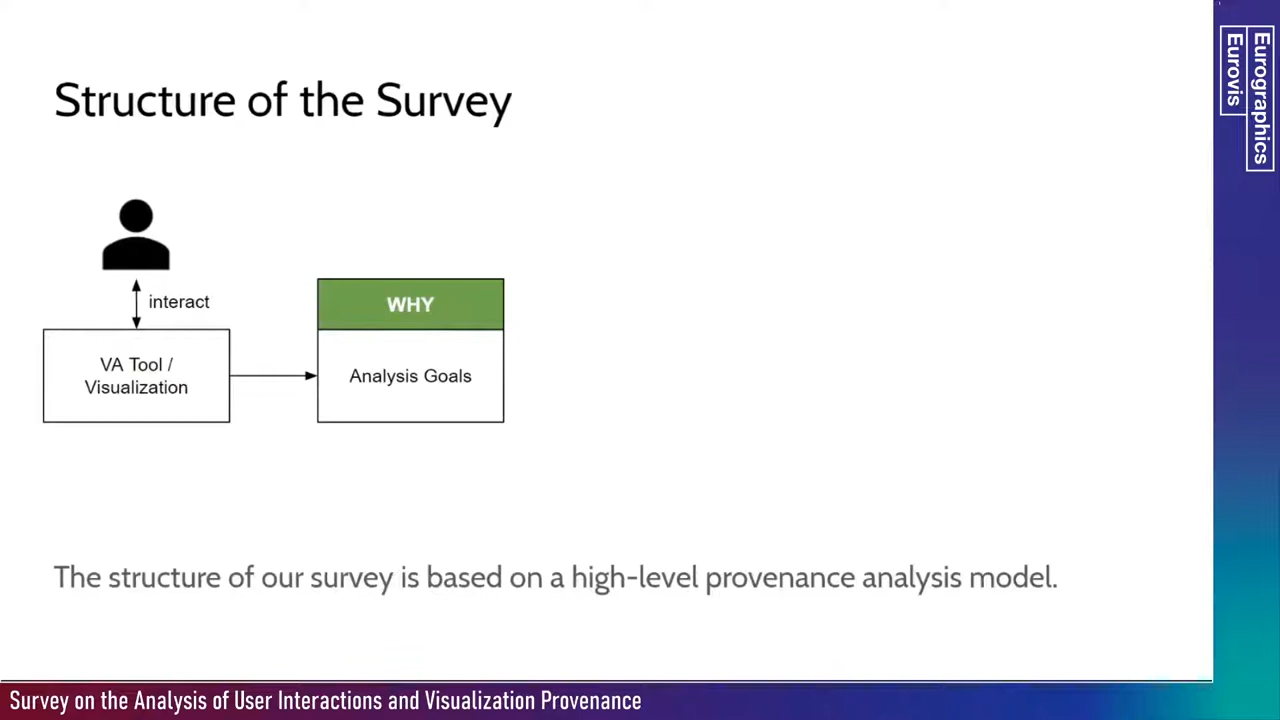 Structure of the Survey
interact
VA Tool /
Visualization
WHY
Analysis Goals
The structure of our survey is based on a high-level provenance analysis model.
Survey on the Analysis of User Interactions and Visualization Provenance
Eurographics
Eurovis